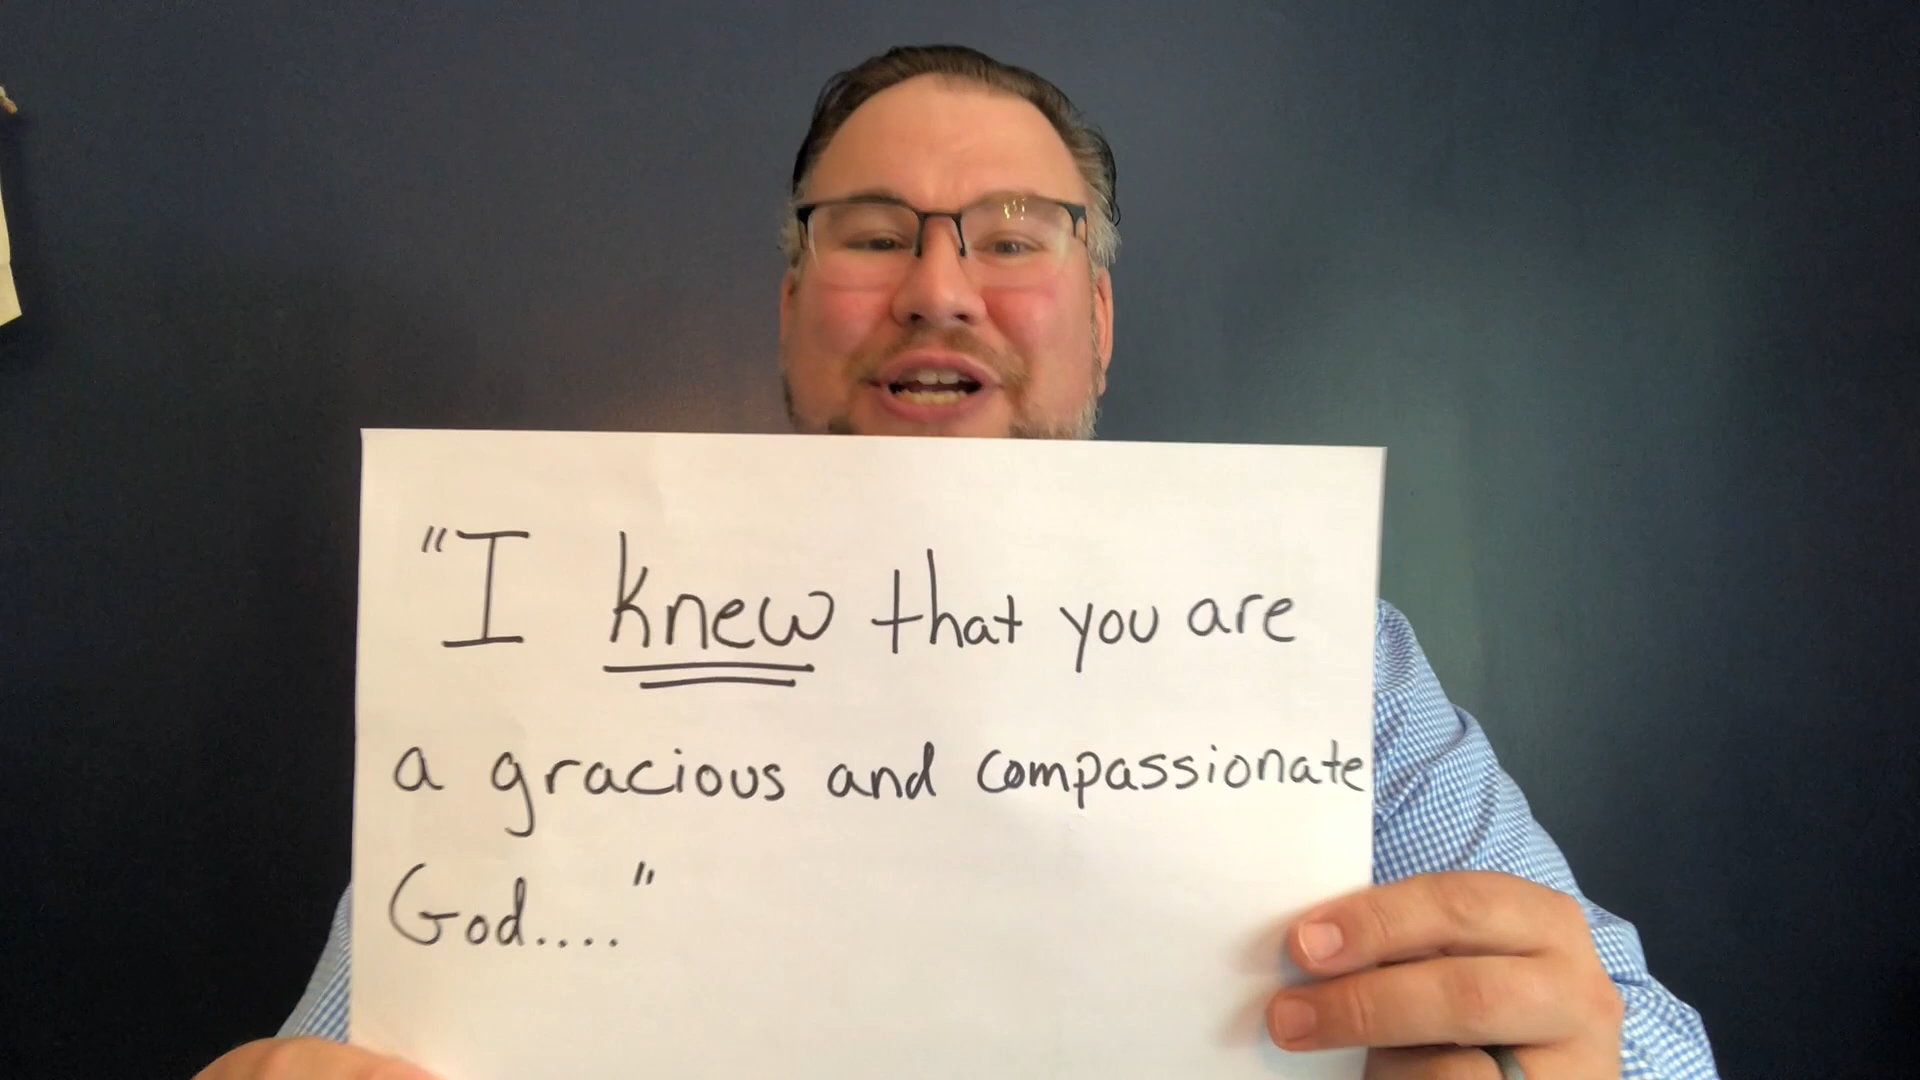 "I knew that you are
a gracious and compassionate
God...."